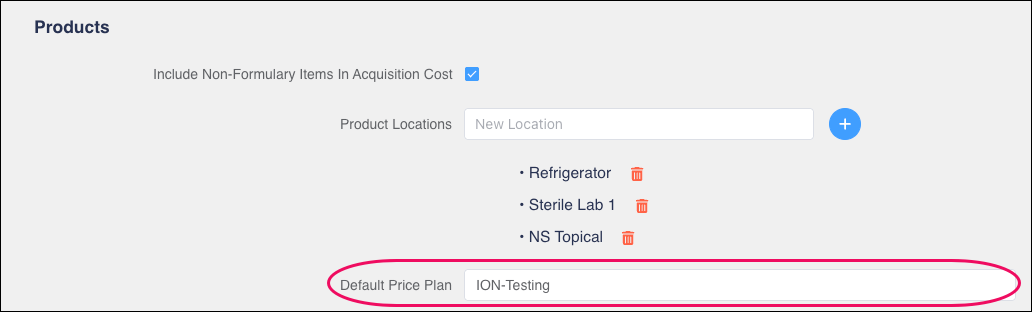 Products
Include Non-Formulary Items In Acquisition Cost
Product Locations New Location
• Refrigerator
• Sterile Lab 1
• NS Topical
Default Price Plan ION-Testing